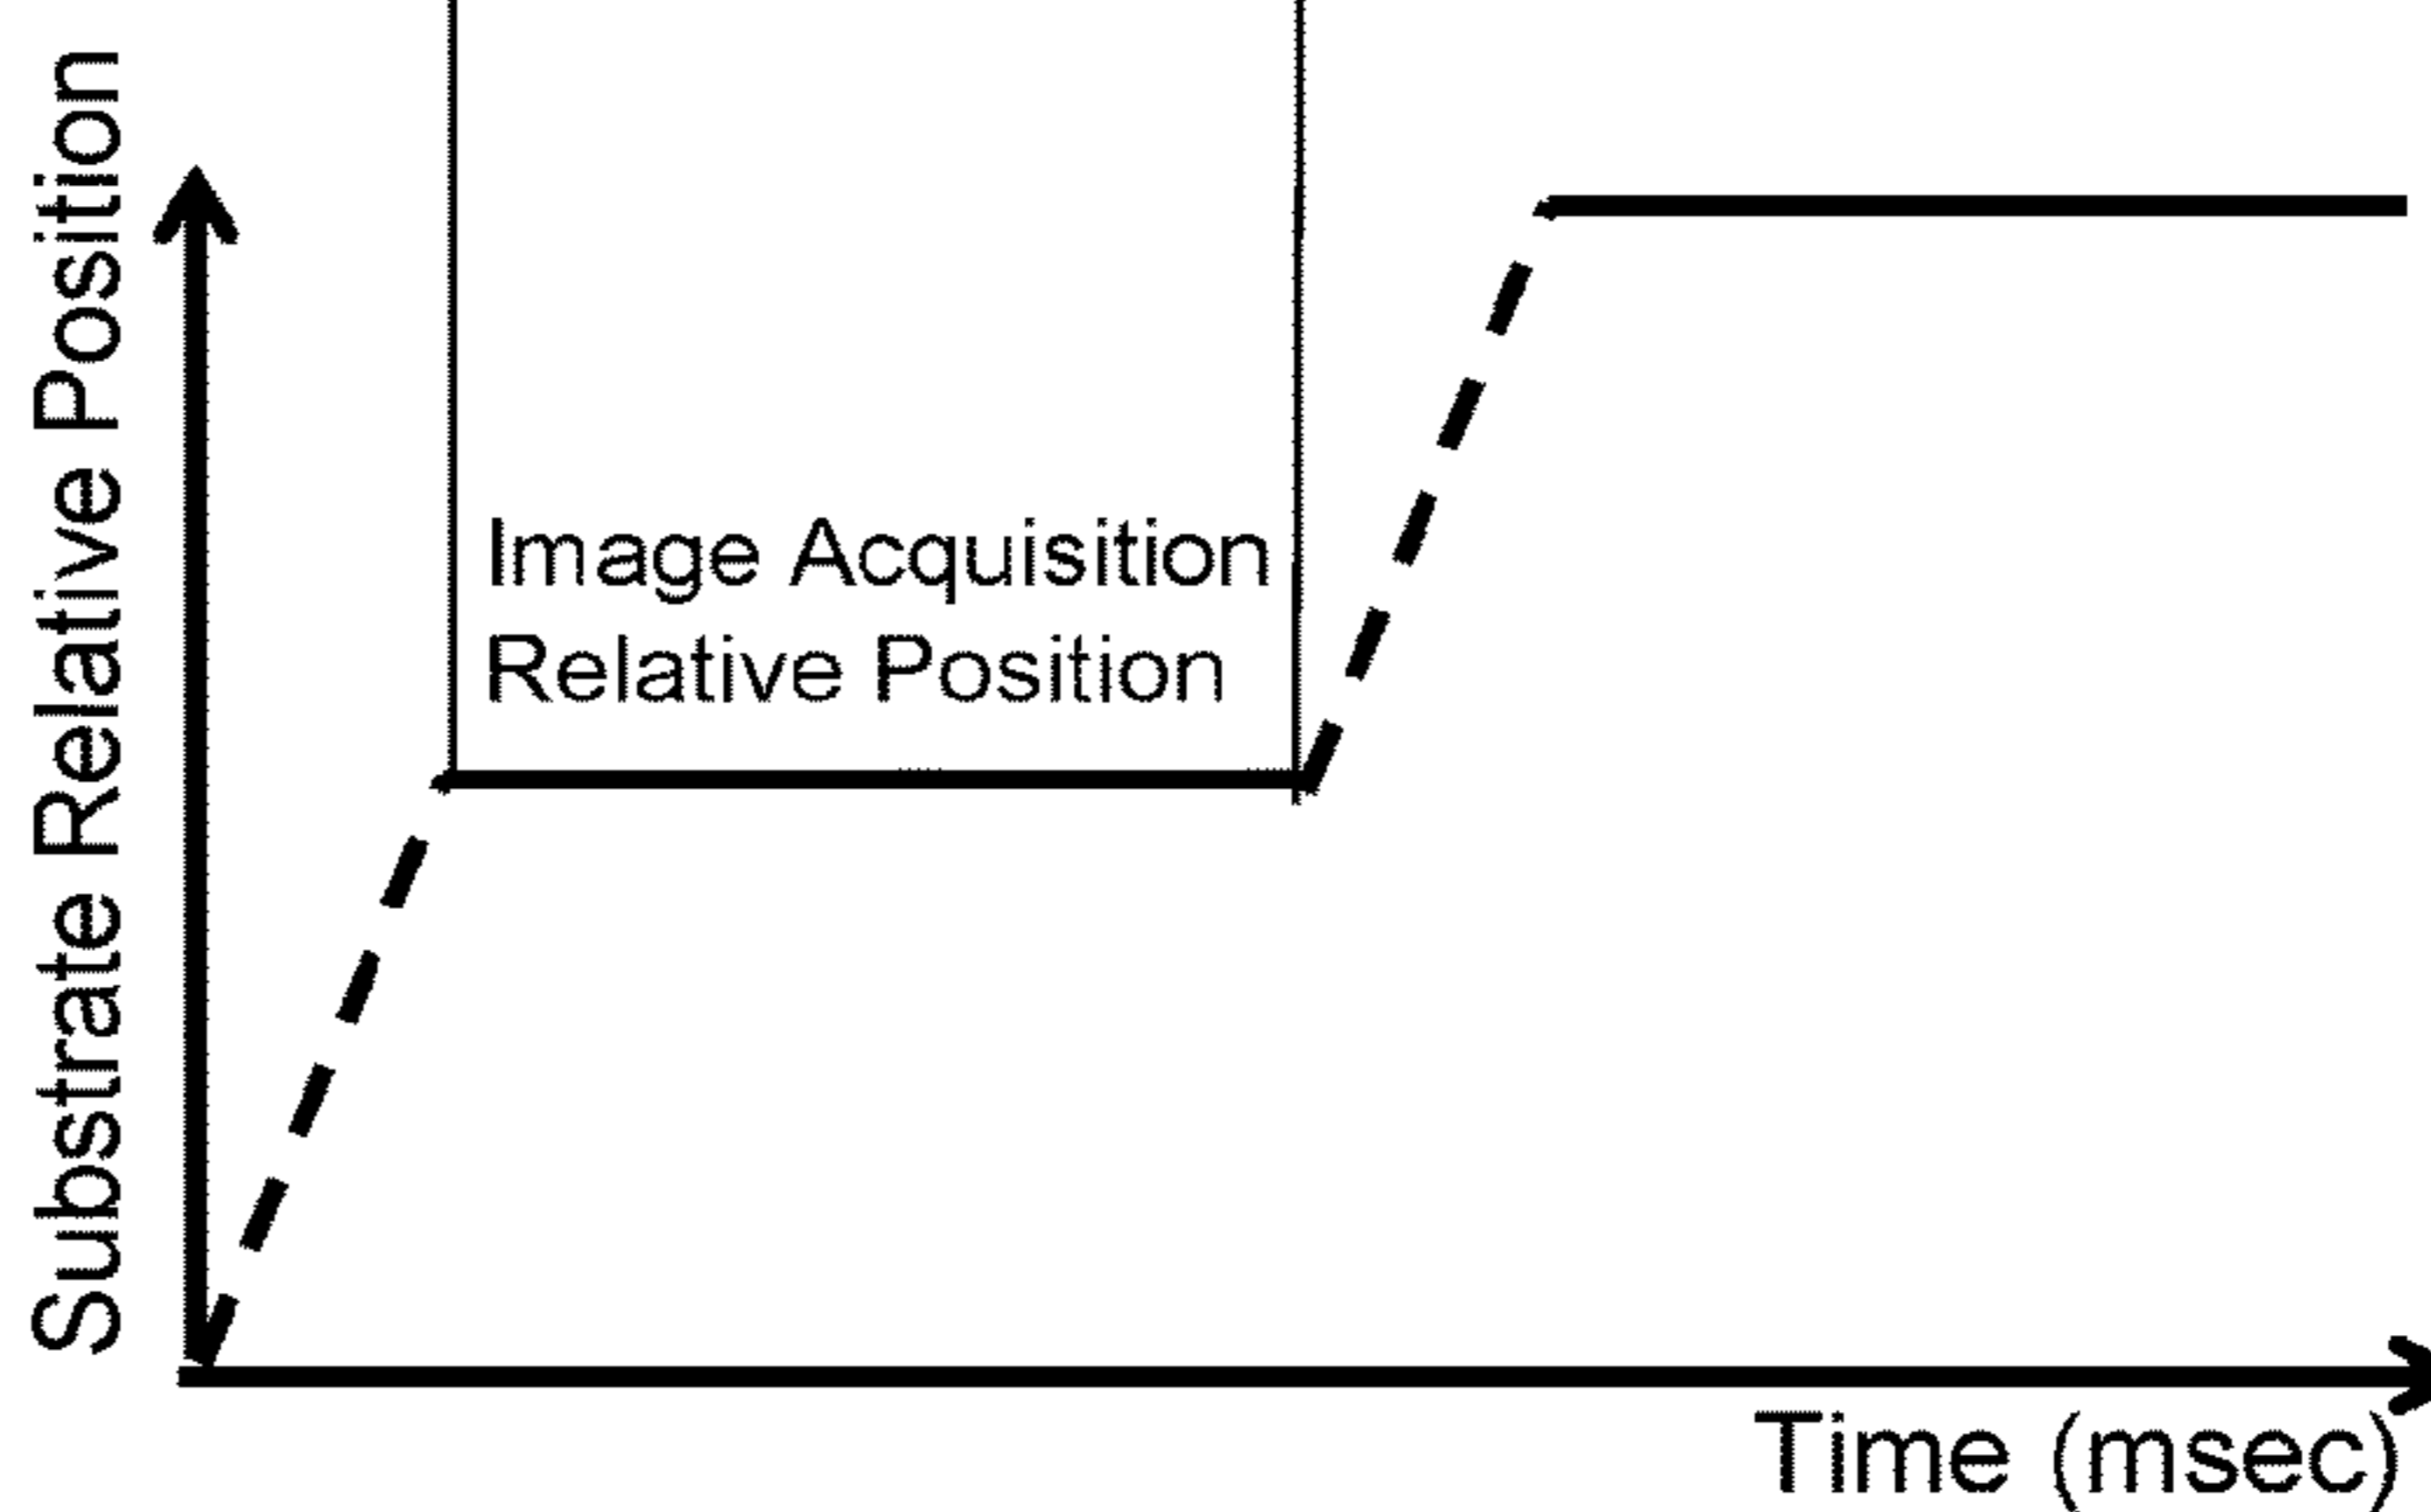 Substrate Relative Position
Image Acquisition
Relative Position
Time (msec)